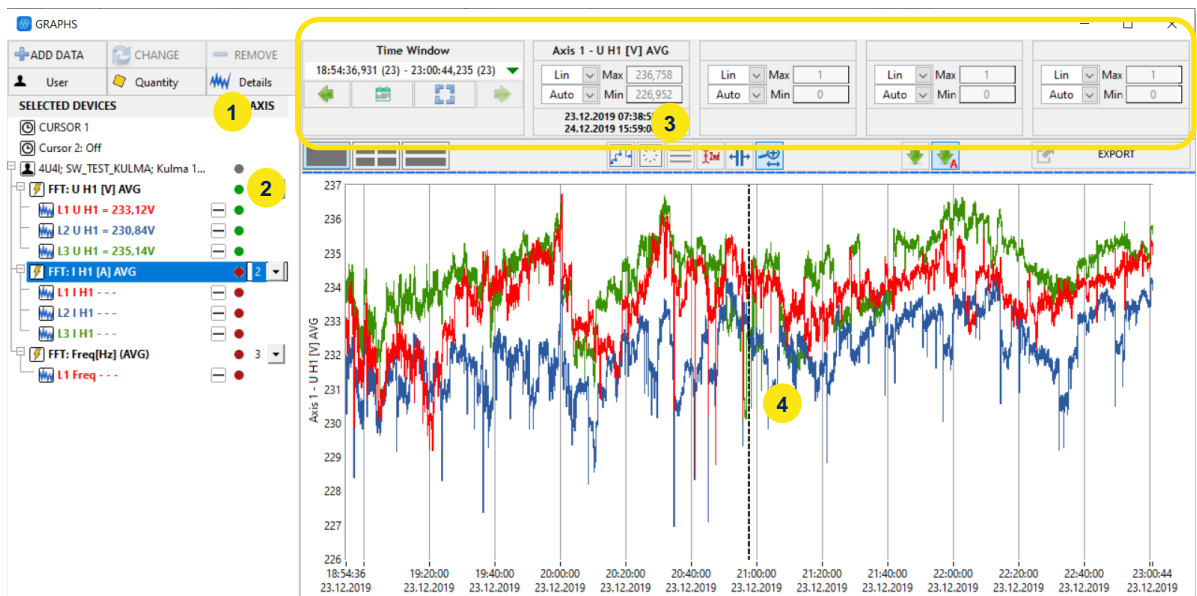 GRAPHS
ADD DATA CHANGE REMOVE
User Quantity Details
SELECTED DEVICES AXIS
1
CURSOR 1
Cursor 2: Off
4U4I; SW_TEST_KULMA; Kulma 1...
FFT: U H1 [V] AVG
2
L1 U H1 = 233,12V
L2 U H1 = 230,84V
L3 U H1 = 235,14V
FFT: I H1 [A] AVG 2
L1 I H1 - - -
L2 I H1 - - -
L3 I H1 - - -
FFT: Freq[Hz] (AVG) 3
L1 Freq - - -
Time Window
18:54:36,931 (23) - 23:00:44,235 (23)
Axis 1 - U H1 [V] AVG
Lin Max 236,758
Auto Min 226,952
23.12.2019 07:38:5
24.12.2019 15:59:0
3
Lin Max 1
Auto Min 0
Lin Max 1
Auto Min 0
Lin Max 1
Auto Min 0
2nd
A
EXPORT
Axis 1 - U H1 [V] AVG
237
236
235
234
233
232
231
230
229
228
227
226
4
18:54:36 19:20:00 19:40:00 20:00:00 20:20:00 20:40:00 21:00:00 21:20:00 21:40:00 22:00:00 22:20:00 22:40:00 23:00:44
23.12.2019 23.12.2019 23.12.2019 23.12.2019 23.12.2019 23.12.2019 23.12.2019 23.12.2019 23.12.2019 23.12.2019 23.12.2019 23.12.2019 23.12.2019